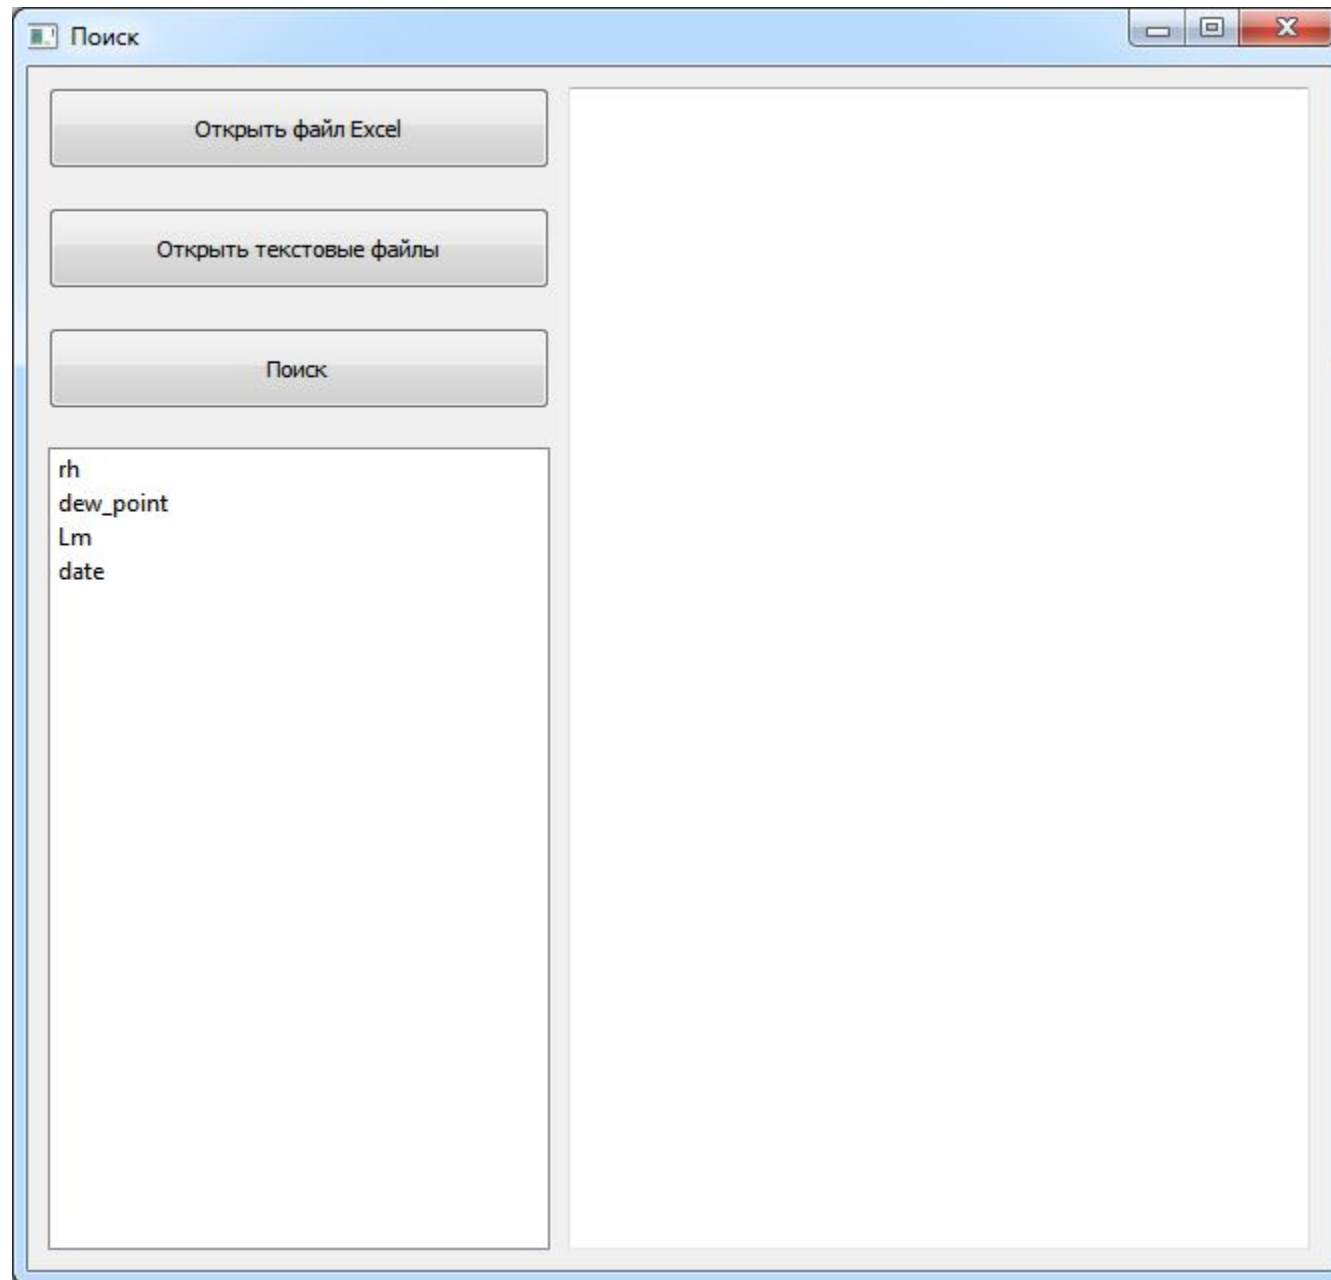 Поиск
Открыть файл Excel
Открыть текстовые файлы
Поиск
rh
dew_point
Lm
date